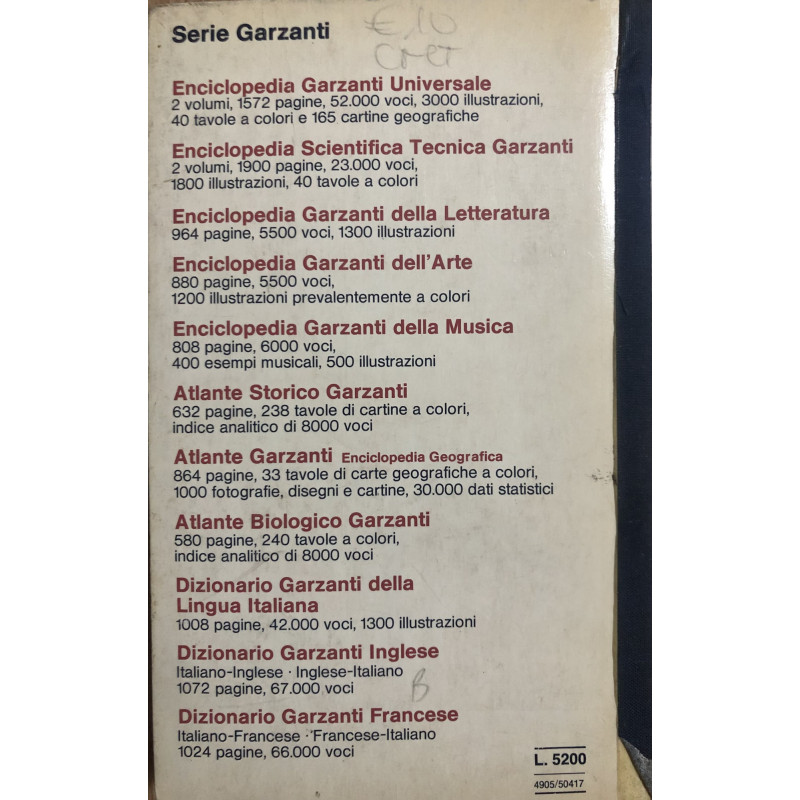 Serie Garzanti
€ 10
Enciclopedia Garzanti Universale
2 volumi, 1572 pagine, 52.000 voci, 3000 illustrazioni,
40 tavole a colori e 165 cartine geografiche
Enciclopedia Scientifica Tecnica Garzanti
2 volumi, 1900 pagine, 23.000 voci,
1800 illustrazioni, 40 tavole a colori
Enciclopedia Garzanti della Letteratura
964 pagine, 5500 voci, 1300 illustrazioni
Enciclopedia Garzanti dell'Arte
880 pagine, 5500 voci,
1200 illustrazioni prevalentemente a colori
Enciclopedia Garzanti della Musica
808 pagine, 6000 voci,
400 esempi musicali, 500 illustrazioni
Atlante Storico Garzanti
632 pagine, 238 tavole di cartine a colori,
indice analitico di 8000 voci
Atlante Garzanti Enciclopedia Geografica
864 pagine, 33 tavole di carte geografiche a colori,
1000 fotografie, disegni e cartine, 30.000 dati statistici
Atlante Biologico Garzanti
580 pagine, 240 tavole a colori,
indice analitico di 8000 voci
Dizionario Garzanti della
Lingua Italiana
1008 pagine, 42.000 voci, 1300 illustrazioni
Dizionario Garzanti Inglese
Italiano-Inglese · Inglese-Italiano
1072 pagine, 67.000 voci
B
Dizionario Garzanti Francese
Italiano-Francese · Francese-Italiano
1024 pagine, 66.000 voci
L. 5200
4905/50417